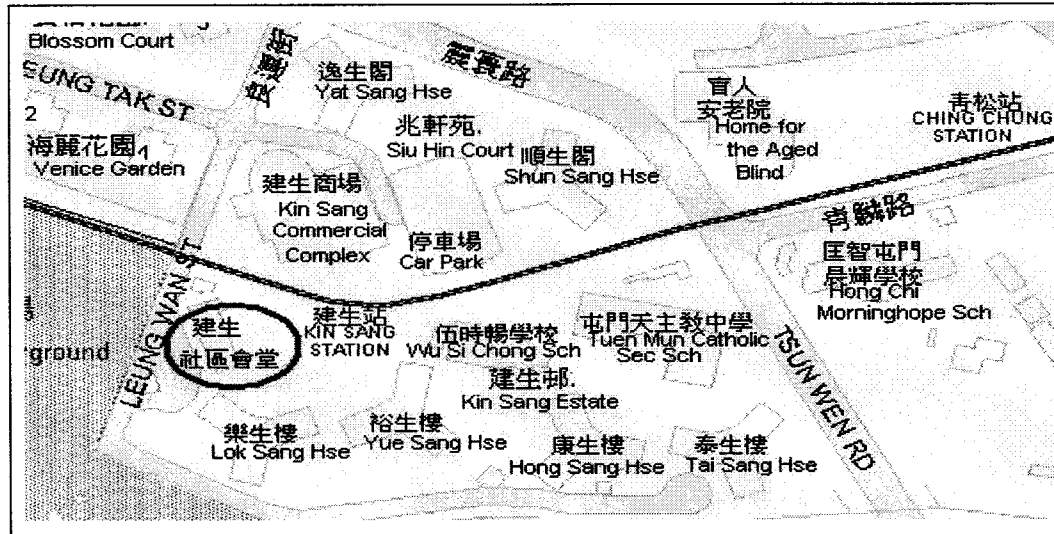 Blossom Court
EUNG TAK ST
良運街
逸生閣
Yat Sang Hse
震寰路
盲人
安老院
Home for
the Aged
Blind
青松站
CHING CHUNG
STATION
2
海麗花園
Venice Garden
兆軒苑.
Siu Hin Court
順生閣
Shun Sang Hse
建生商場
Kin Sang
Commercial
Complex
停車場
Car Park
青麟路
匡智屯門
晨輝學校
Hong Chi
Morninghope Sch
LEUNG WAN ST
建生
社區會堂
建生站
KIN SANG
STATION
伍時暢學校
Wu Si Chong Sch
屯門天主教中學
Tuen Mun Catholic
Sec Sch
建生邨.
Kin Sang Estate
TSUN WEN RD
rground
樂生樓
Lok Sang Hse
裕生樓
Yue Sang Hse
康生樓
Hong Sang Hse
泰生樓
Tai Sang Hse